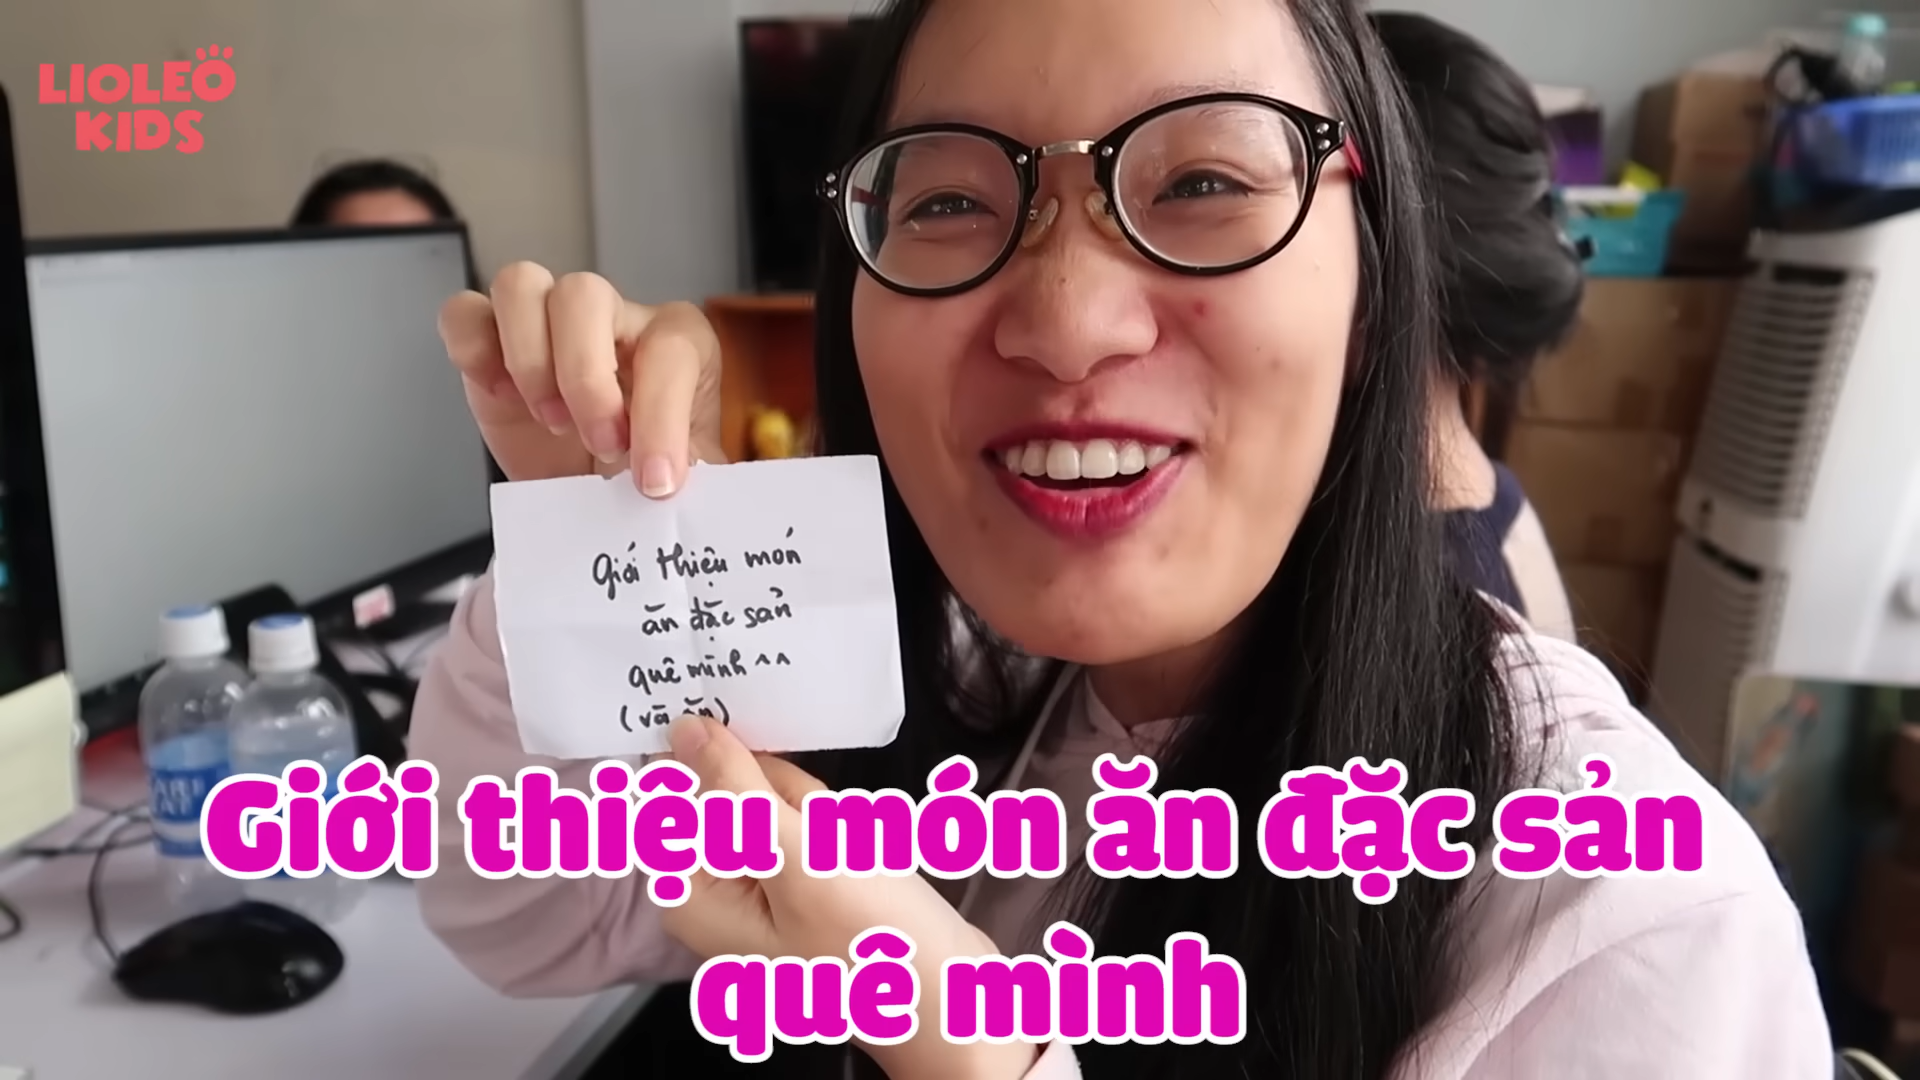 LIOLEO
KIDS
Giới thiệu món
ăn đặc sản
quê mình ^^
(và ăn)
Giới thiệu món ăn đặc sản
quê mình